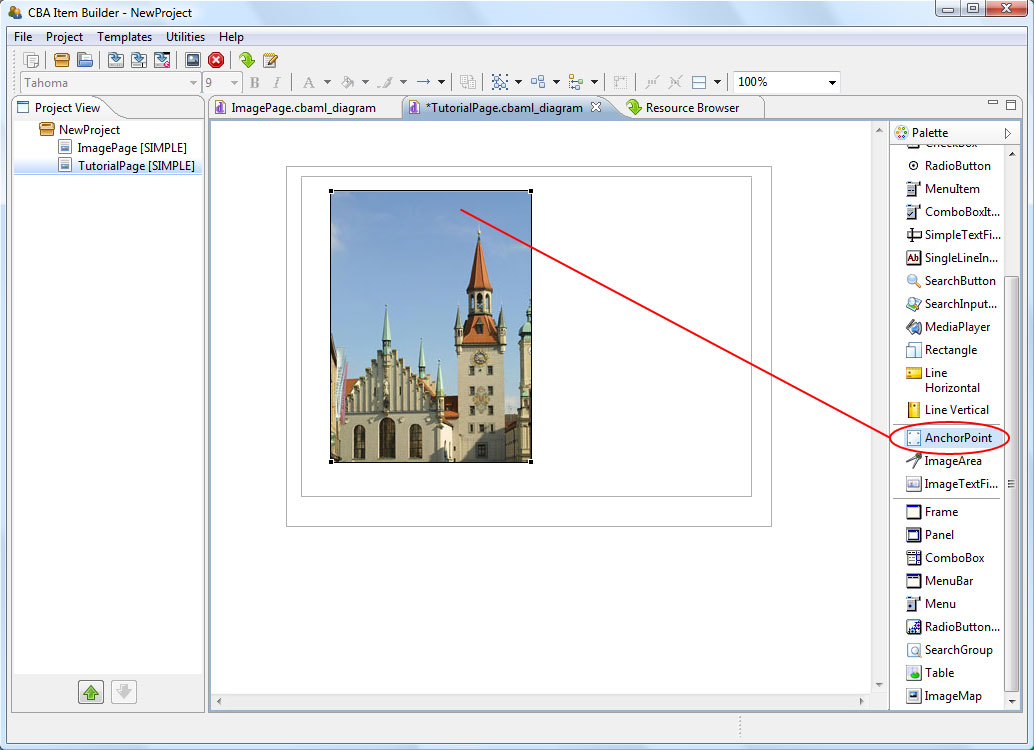 CBA Item Builder - NewProject
File Project Templates Utilities Help
Tahoma 9 B I A 100%
Project View
ImagePage.cbaml_diagram *TutorialPage.cbaml_diagram Resource Browser
NewProject
ImagePage [SIMPLE]
TutorialPage [SIMPLE]
Palette
CheckBox
RadioButton
MenuItem
ComboBoxIt...
SimpleTextFi...
Ab SingleLineIn...
SearchButton
SearchInput...
MediaPlayer
Rectangle
Line
Horizontal
Line Vertical
AnchorPoint
ImageArea
ImageTextFi...
Frame
Panel
ComboBox
MenuBar
Menu
RadioButton...
SearchGroup
Table
ImageMap